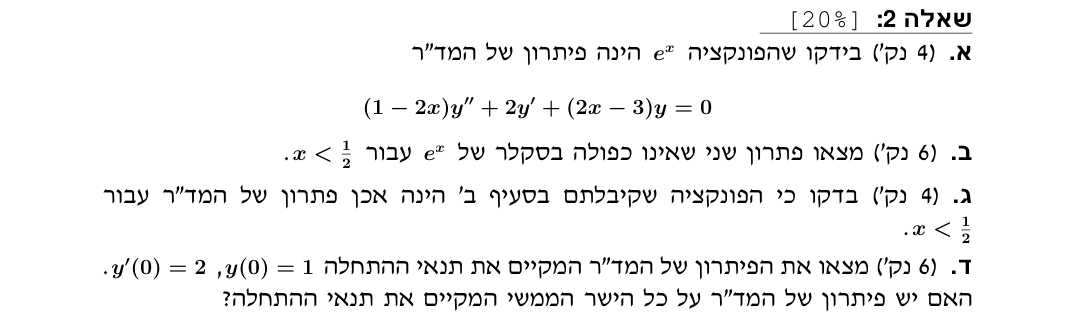 שאלה 2: [20%]
א. (4 נק') בידקו שהפונקציה e^x הינה פיתרון של המד"ר
(1 − 2x)y″ + 2y′ + (2x − 3)y = 0
ב. (6 נק') מצאו פתרון שני שאינו כפולה בסקלר של e^x עבור x < 1/2.
ג. (4 נק') בדקו כי הפונקציה שקיבלתם בסעיף ב' הינה אכן פתרון של המד"ר עבור
x < 1/2.
ד. (6 נק') מצאו את הפיתרון של המד"ר המקיים את תנאי ההתחלה y(0) = 1, y′(0) = 2.
האם יש פיתרון של המד"ר על כל הישר הממשי המקיים את תנאי ההתחלה?